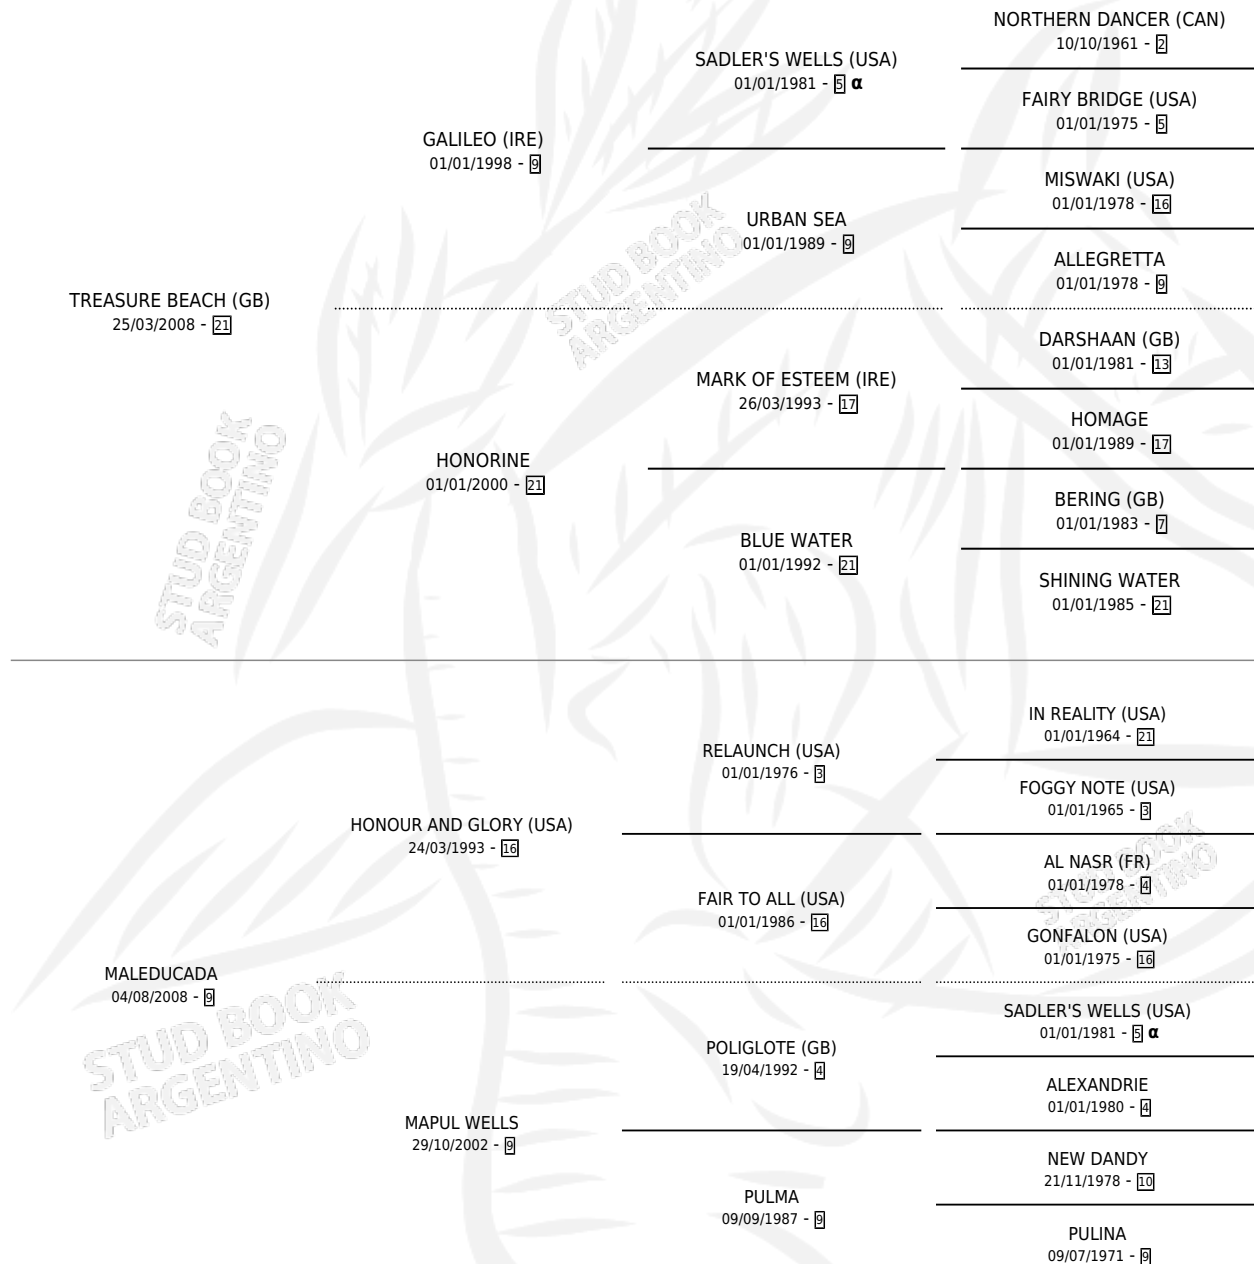 NORTHERN DANCER (CAN)
10/10/1961 - 2
SADLER'S WELLS (USA)
01/01/1981 - 5 α
FAIRY BRIDGE (USA)
01/01/1975 - 5
GALILEO (IRE)
01/01/1998 - 9
MISWAKI (USA)
01/01/1978 - 16
URBAN SEA
01/01/1989 - 9
ALLEGRETTA
01/01/1978 - 9
TREASURE BEACH (GB)
25/03/2008 - 21
DARSHAAN (GB)
01/01/1981 - 13
MARK OF ESTEEM (IRE)
26/03/1993 - 17
HOMAGE
01/01/1989 - 17
HONORINE
01/01/2000 - 21
BERING (GB)
01/01/1983 - 7
BLUE WATER
01/01/1992 - 21
SHINING WATER
01/01/1985 - 21
IN REALITY (USA)
01/01/1964 - 21
RELAUNCH (USA)
01/01/1976 - 3
FOGGY NOTE (USA)
01/01/1965 - 3
HONOUR AND GLORY (USA)
24/03/1993 - 16
AL NASR (FR)
01/01/1978 - 4
FAIR TO ALL (USA)
01/01/1986 - 16
GONFALON (USA)
01/01/1975 - 16
MALEDUCADA
04/08/2008 - 9
SADLER'S WELLS (USA)
01/01/1981 - 5 α
POLIGLOTE (GB)
19/04/1992 - 4
ALEXANDRIE
01/01/1980 - 4
MAPUL WELLS
29/10/2002 - 9
NEW DANDY
21/11/1978 - 10
PULMA
09/09/1987 - 9
PULINA
09/07/1971 - 9
STUD BOOK
ARGENTINO
STUD BOOK
ARGENTINO
STUD BOOK
ARGENTINO
STUD BOOK
ARGENTINO